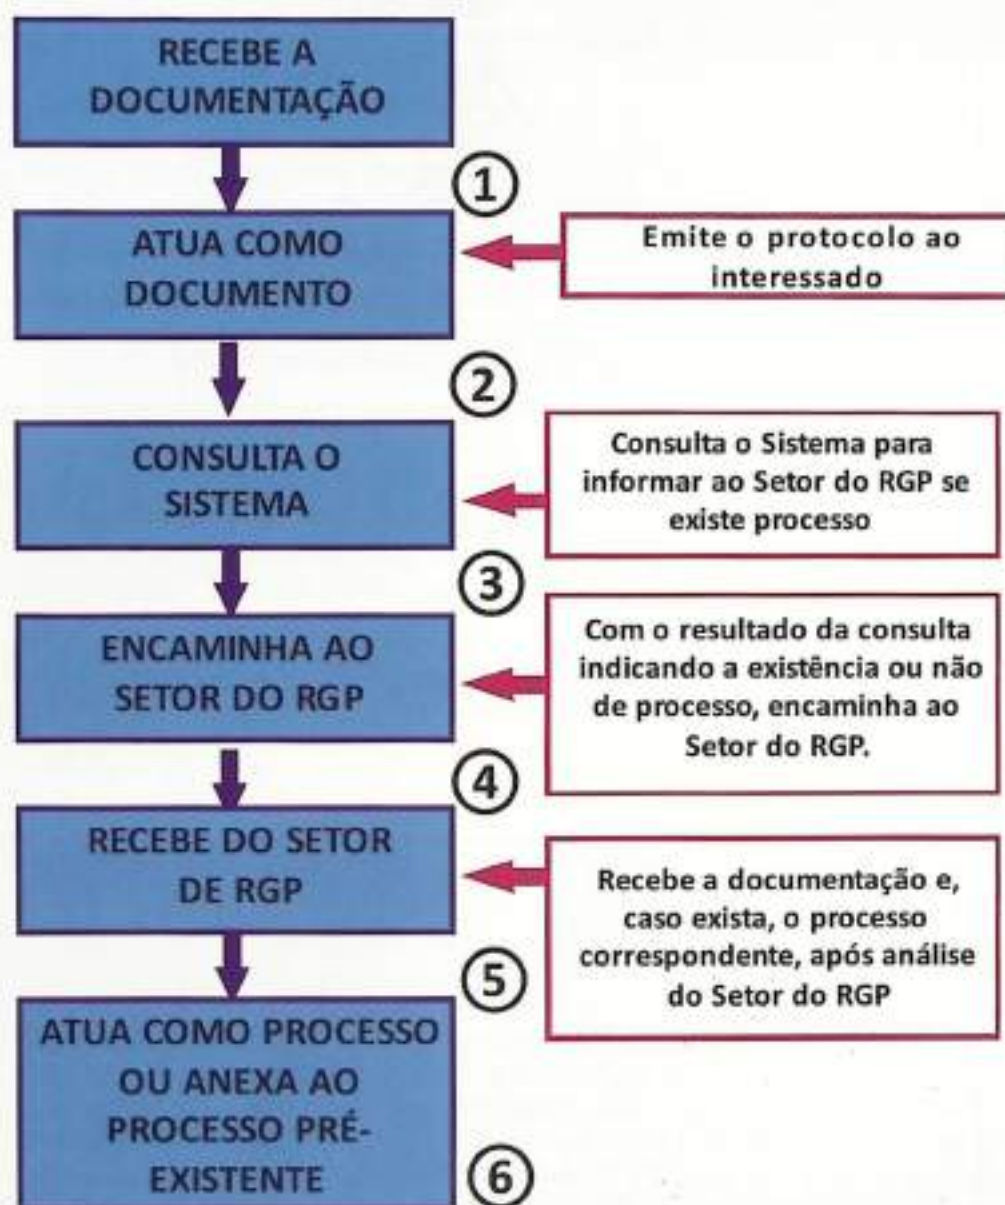 RECEBE A
DOCUMENTAÇÃO
1
ATUA COMO
DOCUMENTO
Emite o protocolo ao
interessado
2
CONSULTA O
SISTEMA
Consulta o Sistema para
informar ao Setor do RGP se
existe processo
3
ENCAMINHA AO
SETOR DO RGP
Com o resultado da consulta
indicando a existência ou não
de processo, encaminha ao
Setor do RGP.
4
RECEBE DO SETOR
DE RGP
Recebe a documentação e,
caso exista, o processo
correspondente, após análise
do Setor do RGP
5
ATUA COMO PROCESSO
OU ANEXA AO
PROCESSO PRÉ-
EXISTENTE
6